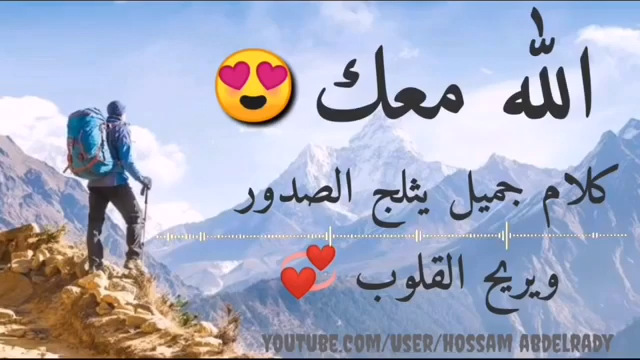 الله معك 😍
كلام جميل يثلج الصدور
ويريح القلوب 💞
YOUTUBE.COM/USER/HOSSAM ABDELRADY